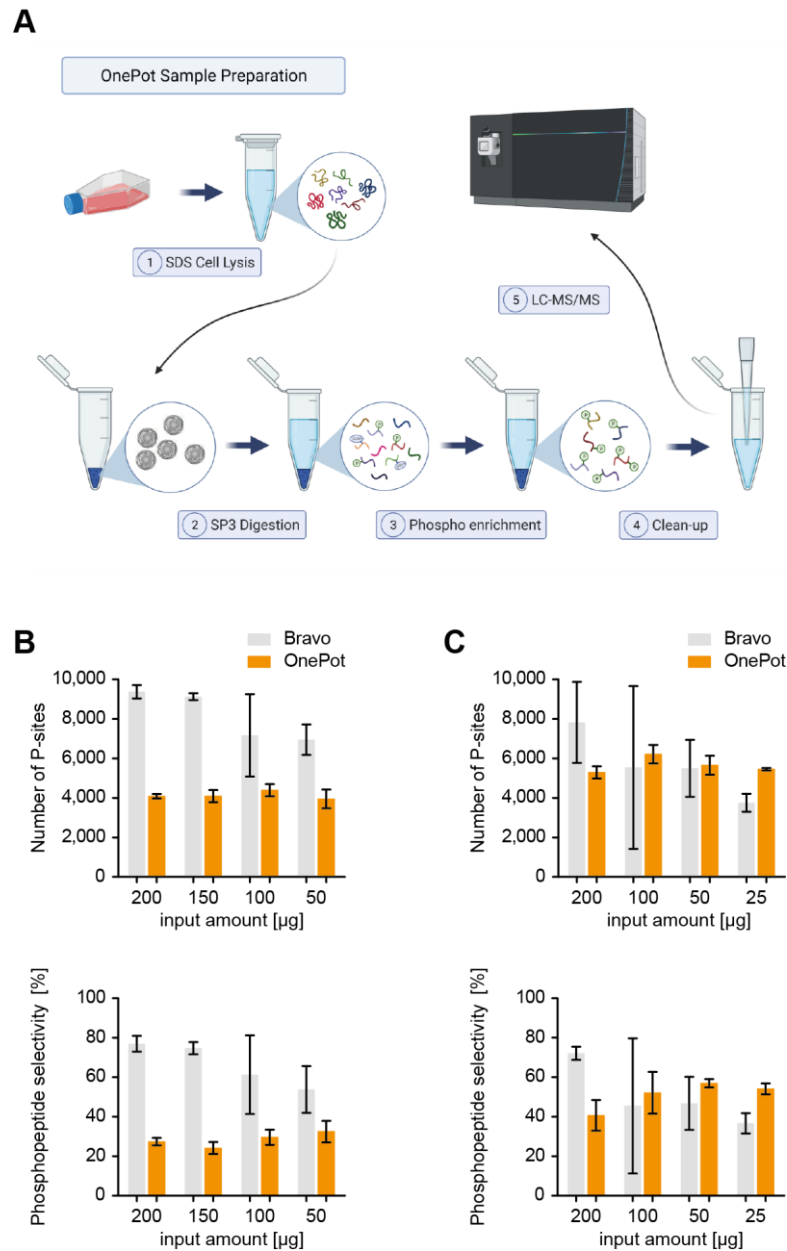 A
OnePot Sample Preparation
1 SDS Cell Lysis
5 LC-MS/MS
2 SP3 Digestion
3 Phospho enrichment
4 Clean-up
B
Bravo
OnePot
Number of P-sites
10,000
8,000
6,000
4,000
2,000
0
200 150 100 50
input amount [µg]
Phosphopeptide selectivity [%]
100
80
60
40
20
0
200 150 100 50
input amount [µg]
C
Bravo
OnePot
Number of P-sites
10,000
8,000
6,000
4,000
2,000
0
200 100 50 25
input amount [µg]
Phosphopeptide selectivity [%]
100
80
60
40
20
0
200 100 50 25
input amount [µg]